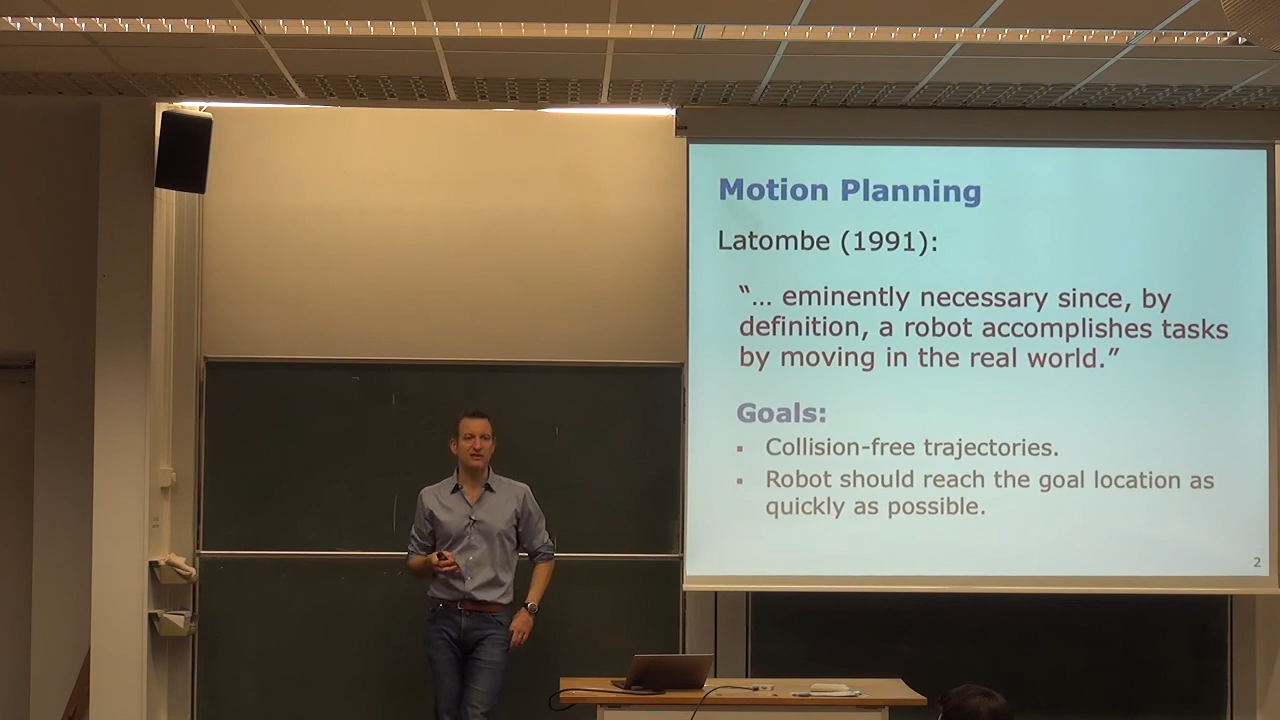 Motion Planning
Latombe (1991):
“… eminently necessary since, by
definition, a robot accomplishes tasks
by moving in the real world.”
Goals:
▪ Collision-free trajectories.
▪ Robot should reach the goal location as
quickly as possible.
2